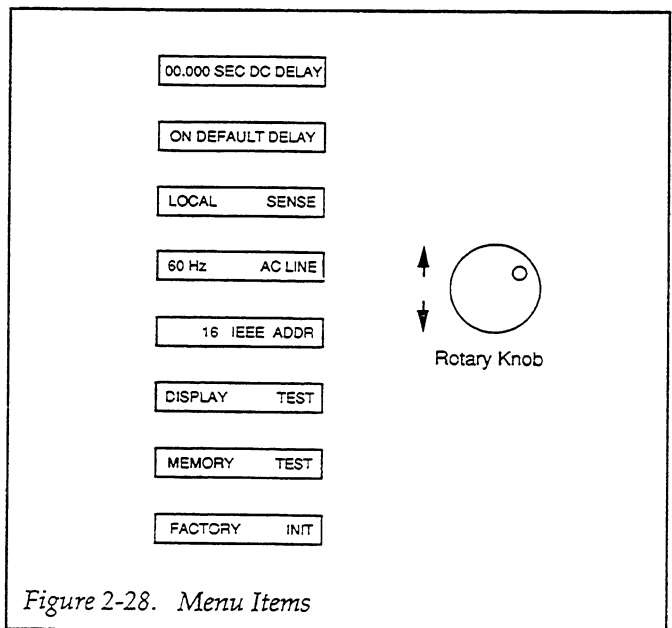 00.000 SEC DC DELAY
ON DEFAULT DELAY
LOCAL SENSE
60 Hz AC LINE
16 IEEE ADDR
DISPLAY TEST
MEMORY TEST
FACTORY INIT
Rotary Knob
Figure 2-28. Menu Items